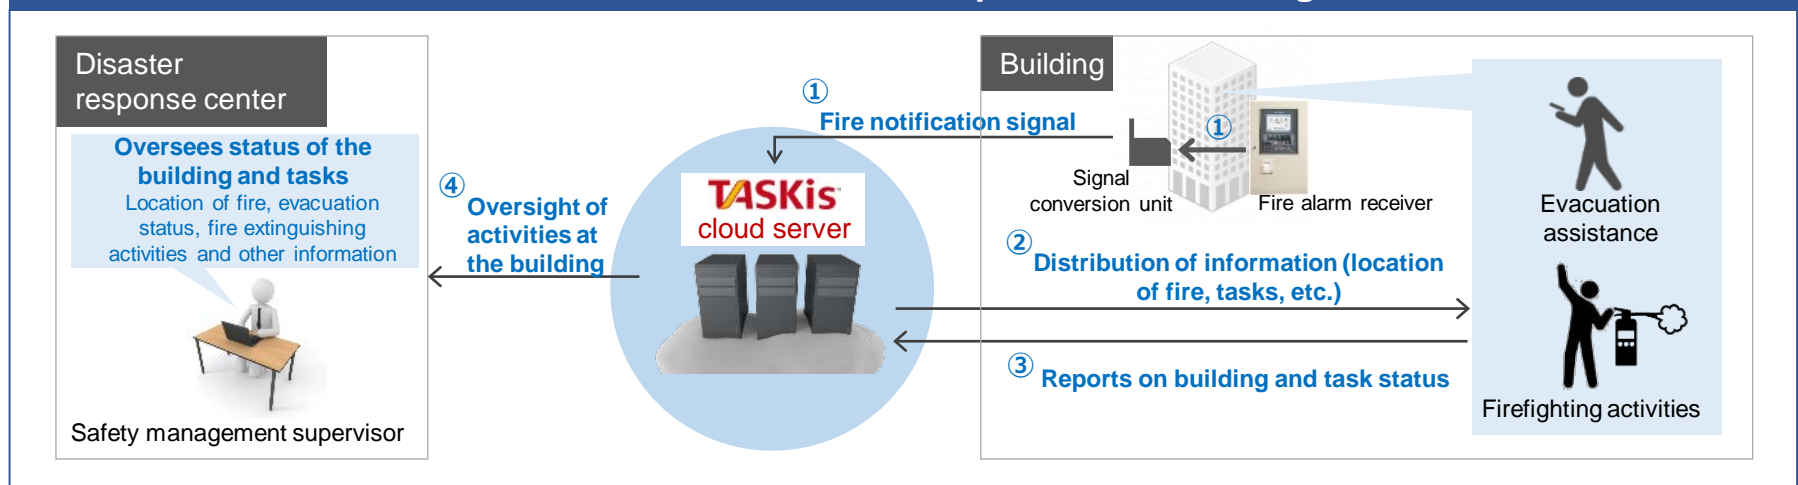 Disaster
response center
Oversees status of the
building and tasks
Location of fire, evacuation
status, fire extinguishing
activities and other information
Safety management supervisor
④
Oversight of
activities at
the building
①
Fire notification signal
TASKis
cloud server
Building
①
Signal
conversion unit
Fire alarm receiver
②
Distribution of information (location
of fire, tasks, etc.)
③
Reports on building and task status
Evacuation
assistance
Firefighting activities